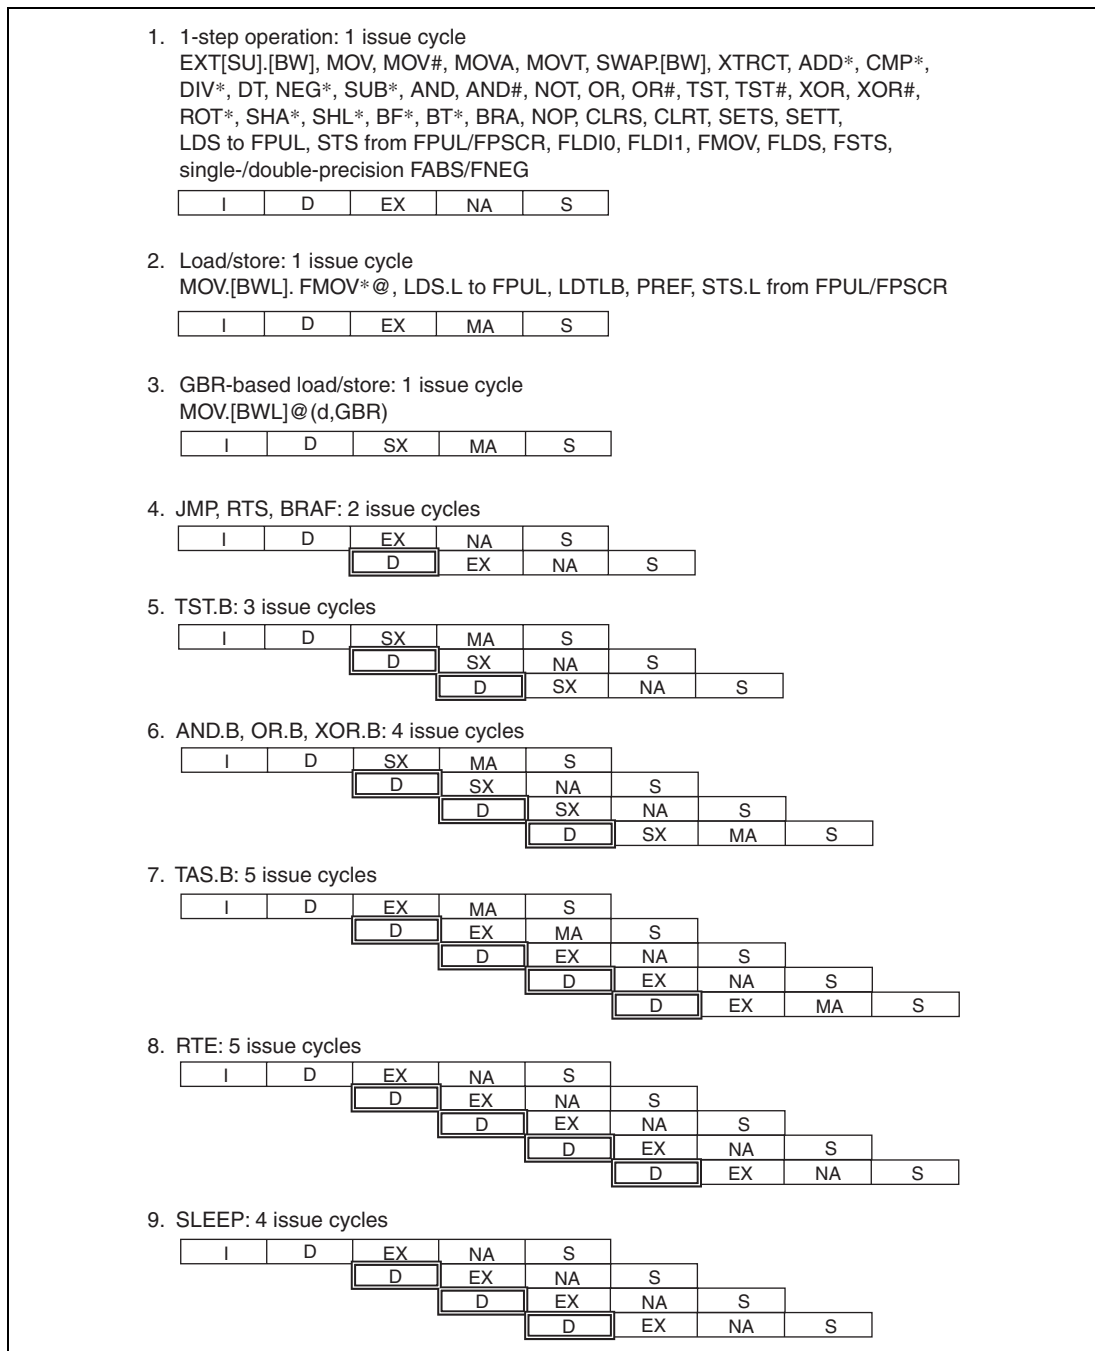 1. 1-step operation: 1 issue cycle
EXT[SU].[BW], MOV, MOV#, MOVA, MOVT, SWAP.[BW], XTRCT, ADD*, CMP*,
DIV*, DT, NEG*, SUB*, AND, AND#, NOT, OR, OR#, TST, TST#, XOR, XOR#,
ROT*, SHA*, SHL*, BF*, BT*, BRA, NOP, CLRS, CLRT, SETS, SETT,
LDS to FPUL, STS from FPUL/FPSCR, FLDI0, FLDI1, FMOV, FLDS, FSTS,
single-/double-precision FABS/FNEG
I D EX NA S
2. Load/store: 1 issue cycle
MOV.[BWL]. FMOV*@, LDS.L to FPUL, LDTLB, PREF, STS.L from FPUL/FPSCR
I D EX MA S
3. GBR-based load/store: 1 issue cycle
MOV.[BWL]@(d,GBR)
I D SX MA S
4. JMP, RTS, BRAF: 2 issue cycles
I D EX NA S
D EX NA S
5. TST.B: 3 issue cycles
I D SX MA S
D SX NA S
D SX NA S
6. AND.B, OR.B, XOR.B: 4 issue cycles
I D SX MA S
D SX NA S
D SX NA S
D SX MA S
7. TAS.B: 5 issue cycles
I D EX MA S
D EX MA S
D EX NA S
D EX NA S
D EX MA S
8. RTE: 5 issue cycles
I D EX NA S
D EX NA S
D EX NA S
D EX NA S
D EX NA S
9. SLEEP: 4 issue cycles
I D EX NA S
D EX NA S
D EX NA S
D EX NA S